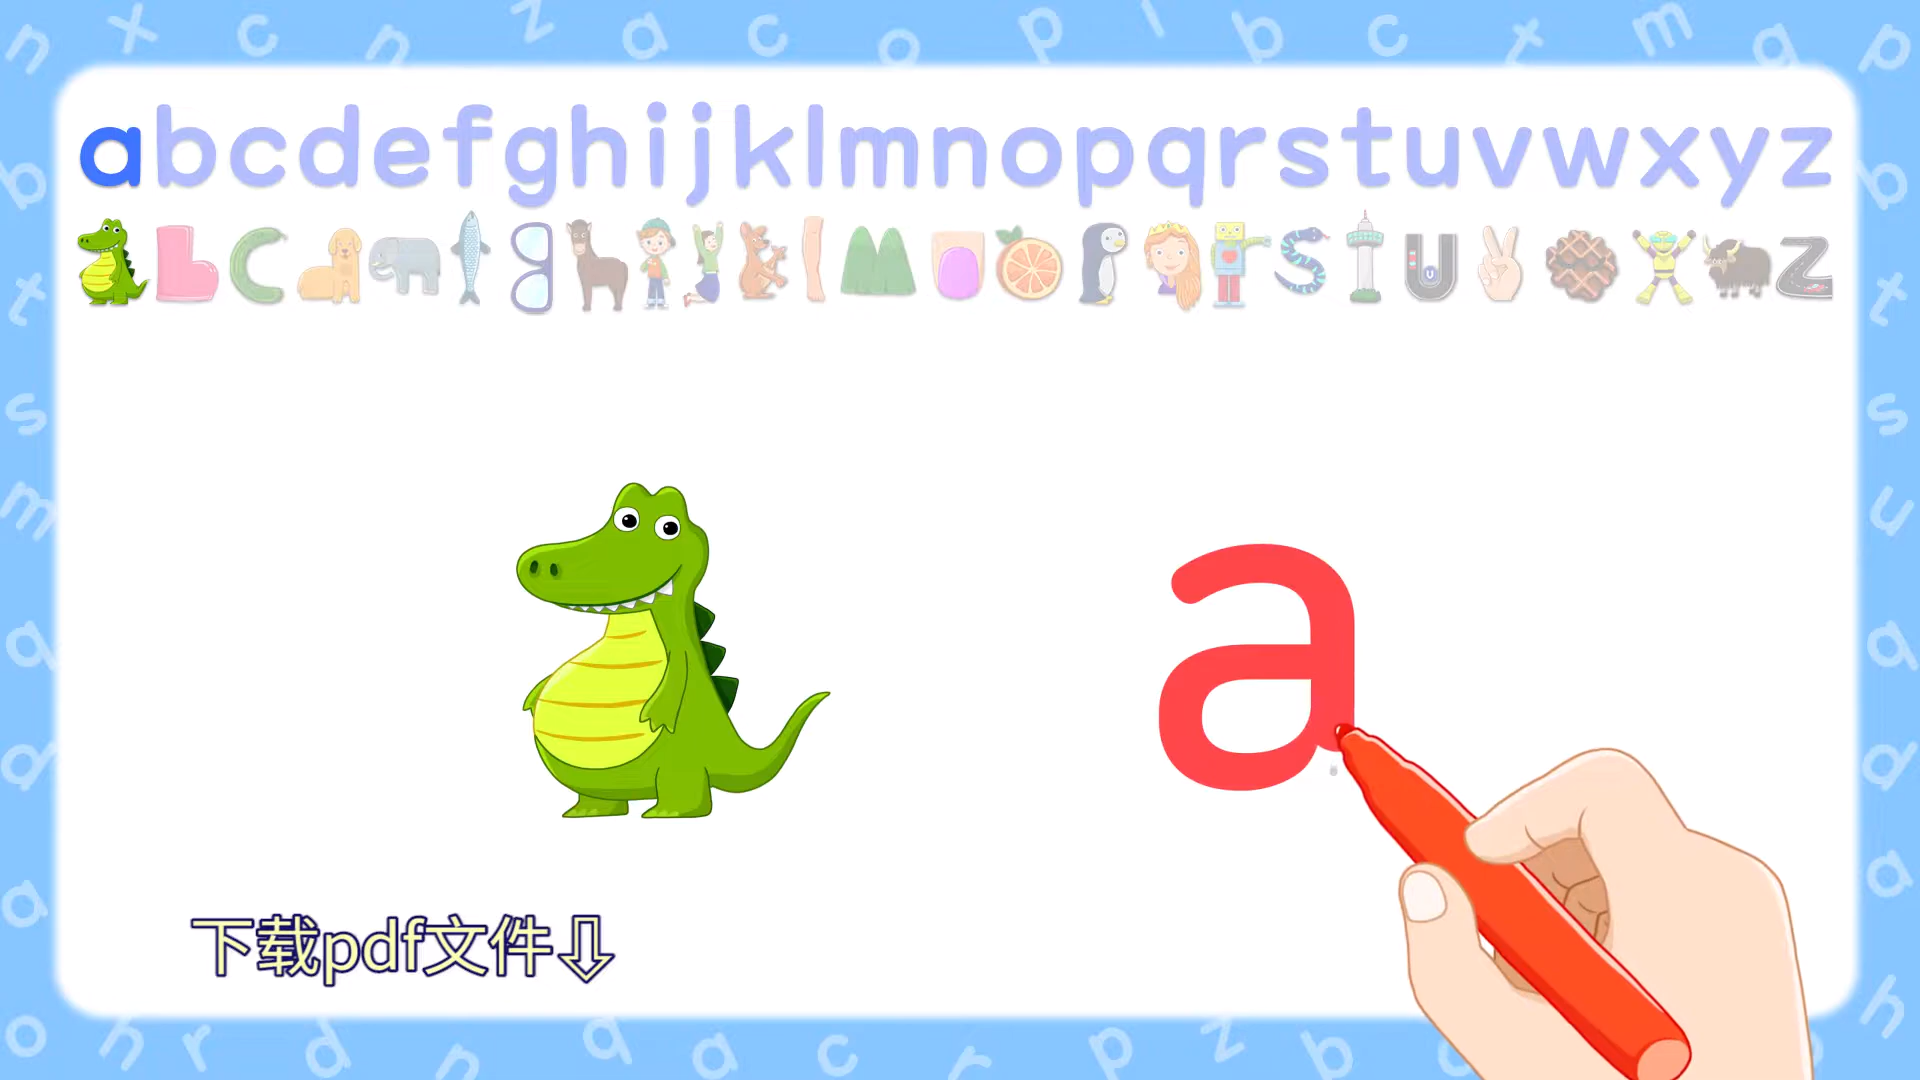 abcdefghijklmnopqrstuvwxyz
a
下载pdf文件⇩